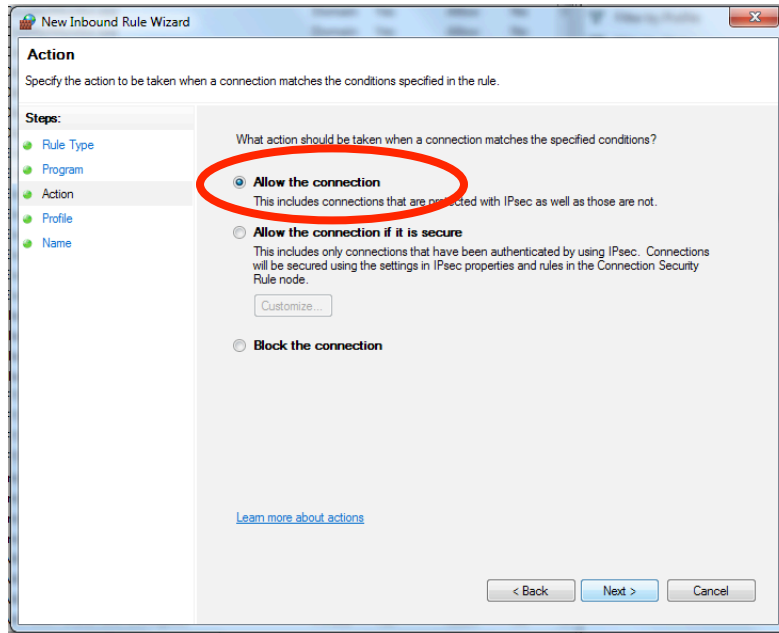 New Inbound Rule Wizard
Action
Specify the action to be taken when a connection matches the conditions specified in the rule.
Steps:
Rule Type
Program
Action
Profile
Name
What action should be taken when a connection matches the specified conditions?
Allow the connection
This includes connections that are protected with IPsec as well as those are not.
Allow the connection if it is secure
This includes only connections that have been authenticated by using IPsec. Connections
will be secured using the settings in IPsec properties and rules in the Connection Security
Rule node.
Customize...
Block the connection
Learn more about actions
< Back
Next >
Cancel